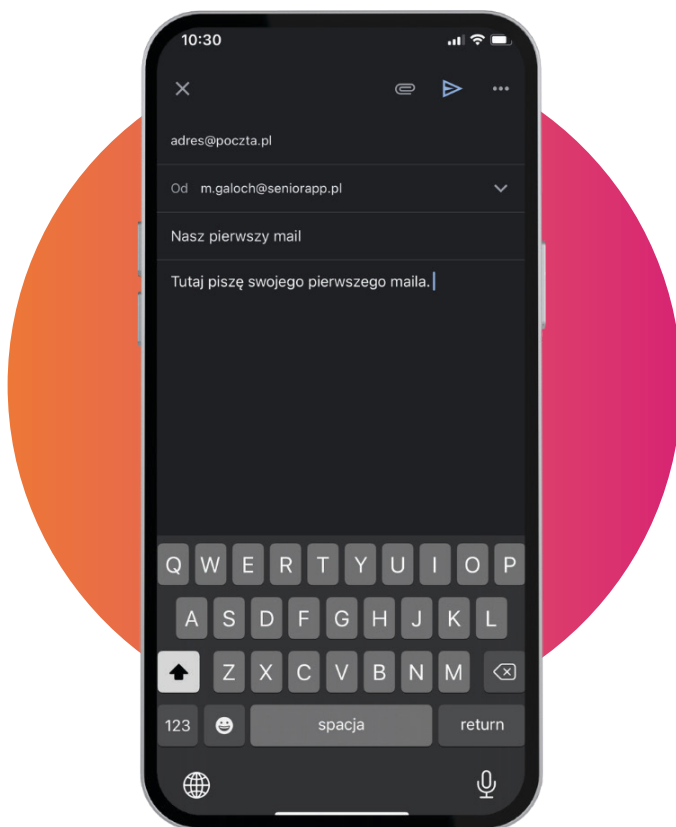 10:30
adres@poczta.pl
Od m.galoch@seniorapp.pl
Nasz pierwszy mail
Tutaj piszę swojego pierwszego maila.
Q W E R T Y U I O P
A S D F G H J K L
Z X C V B N M
123 spacja return